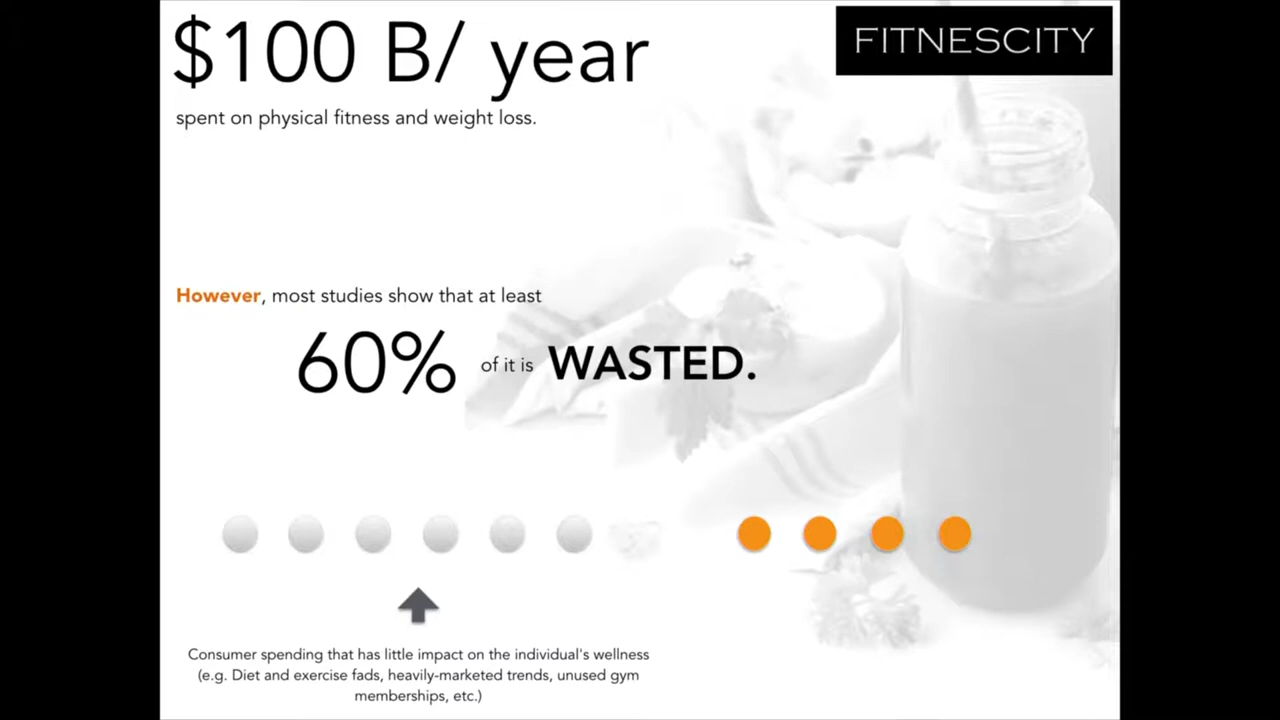 $100 B/ year
FITNESCITY
spent on physical fitness and weight loss.
However, most studies show that at least
60% of it is WASTED.
Consumer spending that has little impact on the individual's wellness
(e.g. Diet and exercise fads, heavily-marketed trends, unused gym
memberships, etc.)